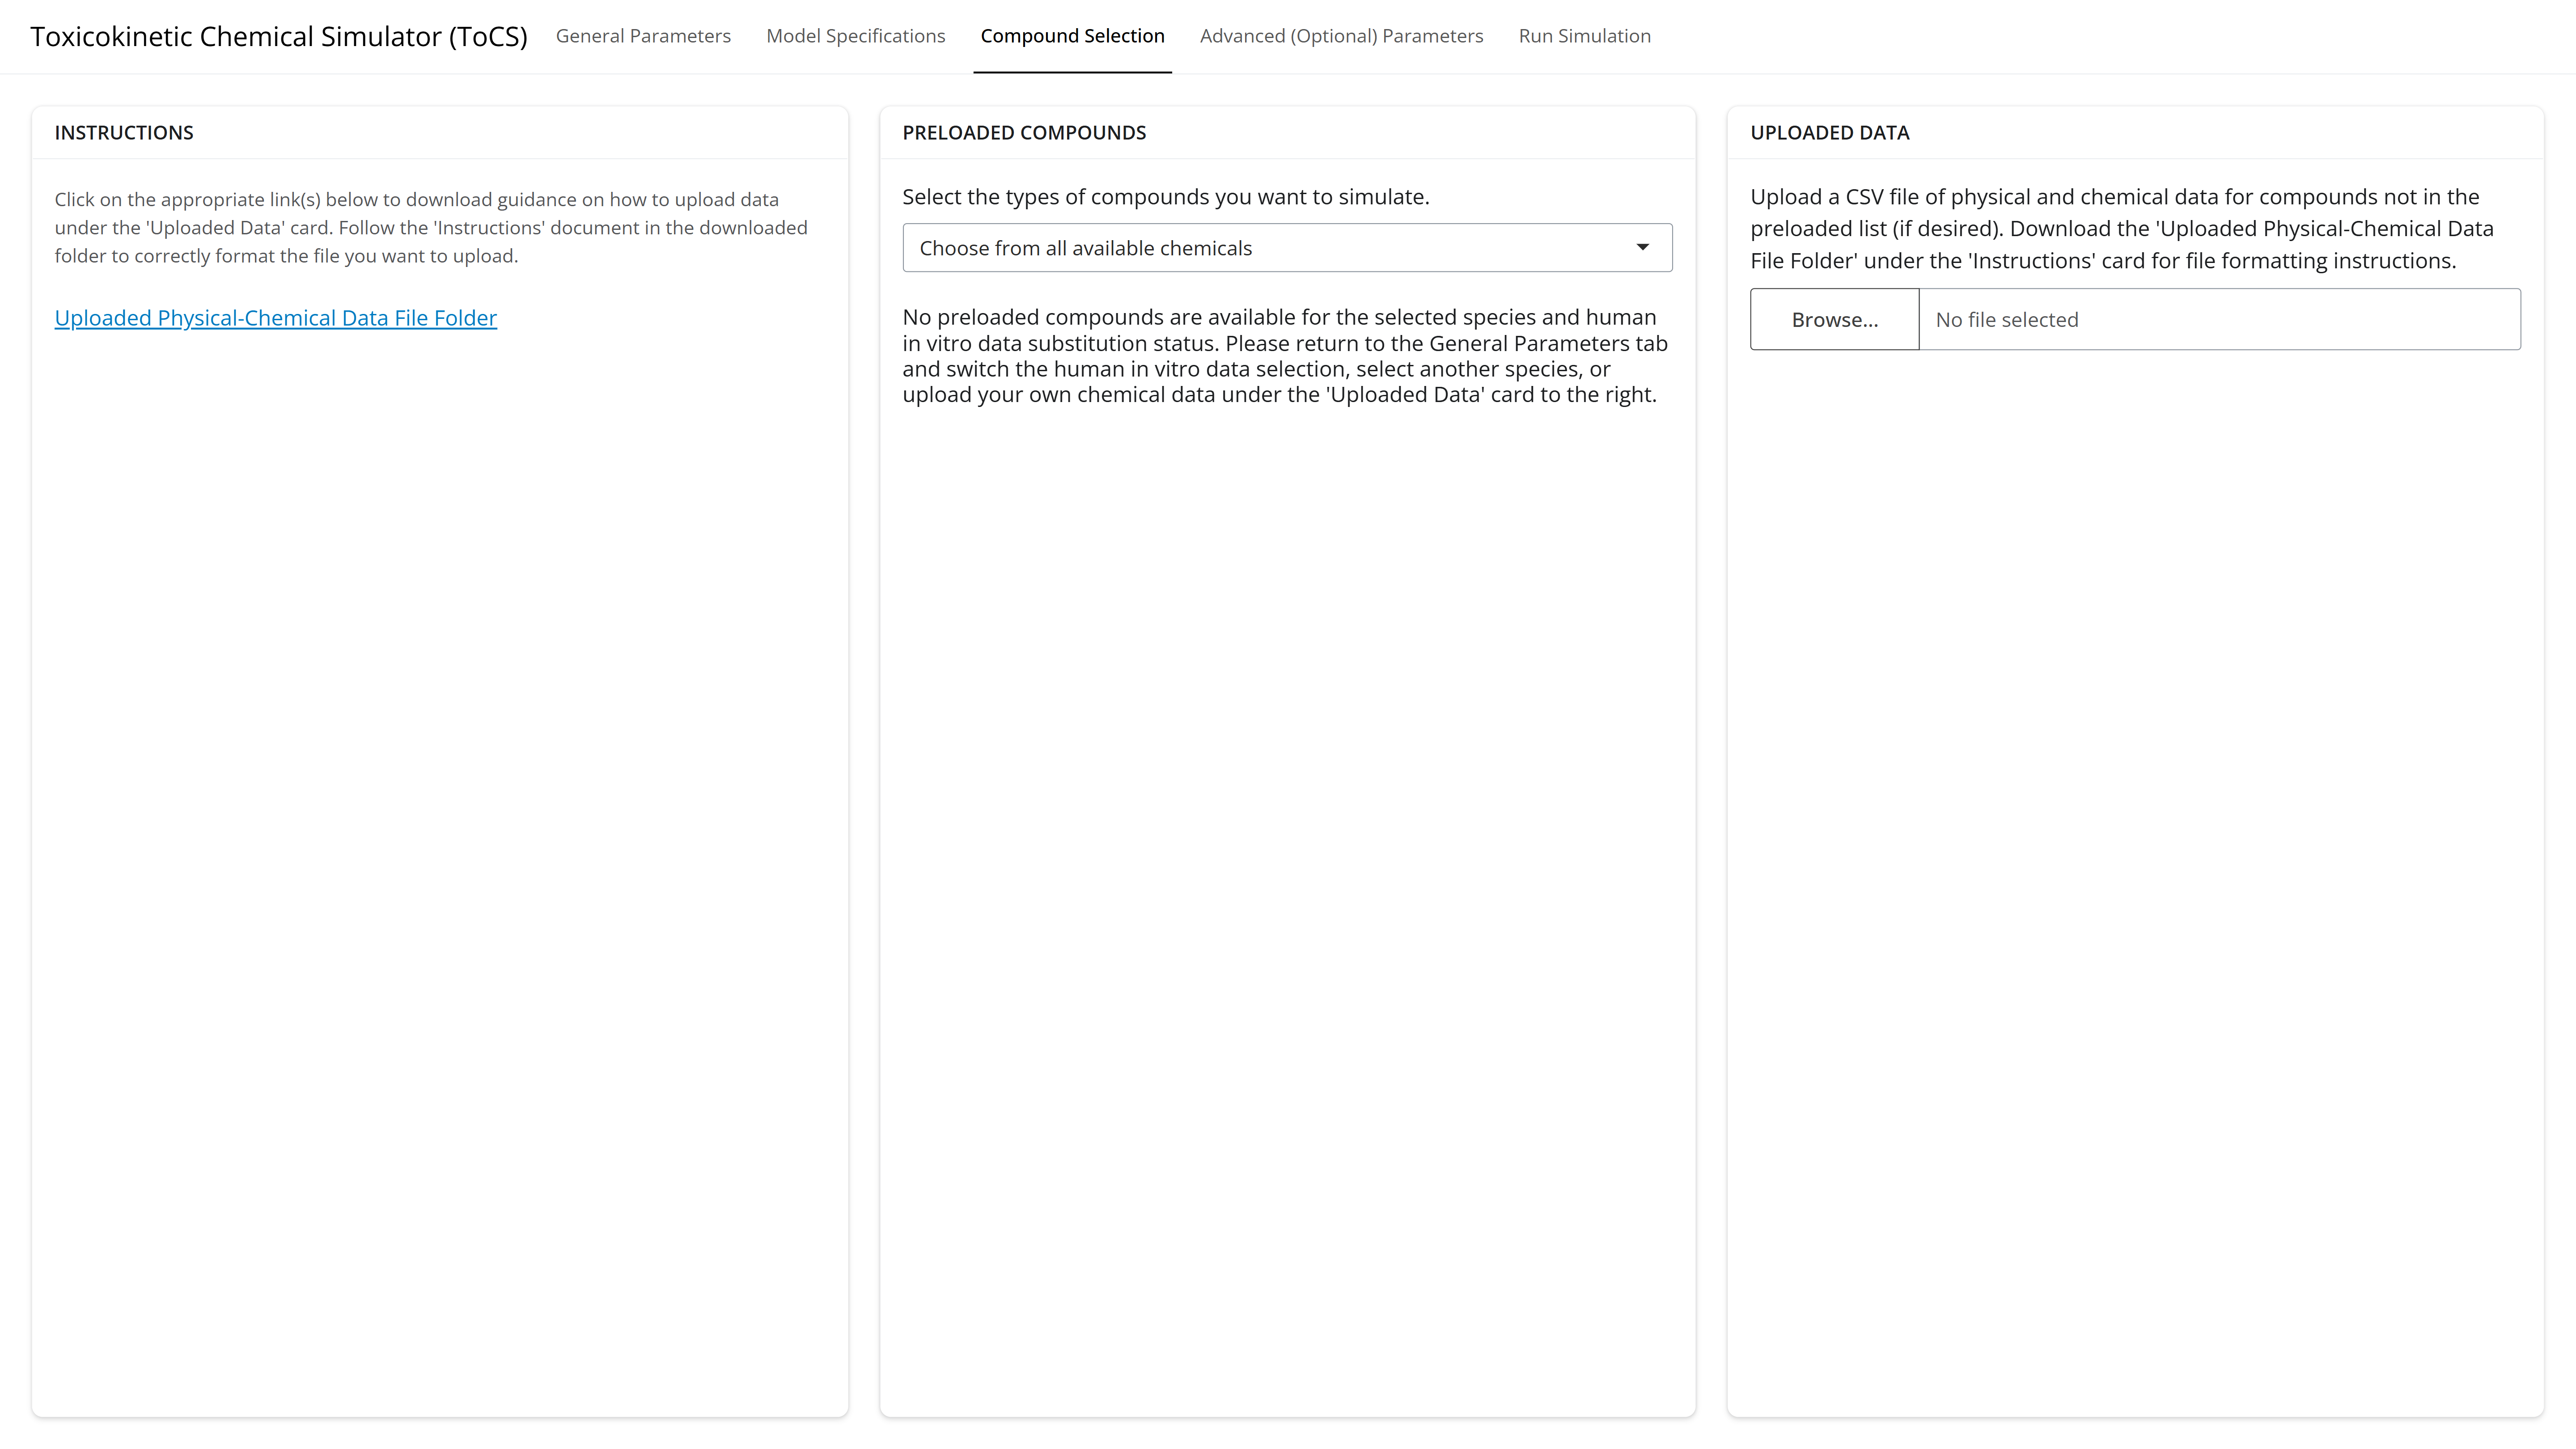 Toxicokinetic Chemical Simulator (ToCS)
General Parameters
Model Specifications
Compound Selection
Advanced (Optional) Parameters
Run Simulation
INSTRUCTIONS
Click on the appropriate link(s) below to download guidance on how to upload data
under the 'Uploaded Data' card. Follow the 'Instructions' document in the downloaded
folder to correctly format the file you want to upload.
Uploaded Physical-Chemical Data File Folder
PRELOADED COMPOUNDS
Select the types of compounds you want to simulate.
Choose from all available chemicals
No preloaded compounds are available for the selected species and human
in vitro data substitution status. Please return to the General Parameters tab
and switch the human in vitro data selection, select another species, or
upload your own chemical data under the 'Uploaded Data' card to the right.
UPLOADED DATA
Upload a CSV file of physical and chemical data for compounds not in the
preloaded list (if desired). Download the 'Uploaded Physical-Chemical Data
File Folder' under the 'Instructions' card for file formatting instructions.
Browse...
No file selected